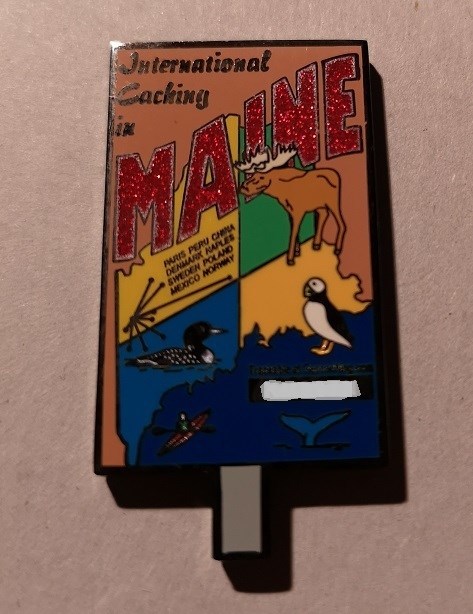 International
Caching
in
MAINE
PARIS PERU CHINA
DENMARK NAPLES
SWEDEN POLAND
MEXICO NORWAY